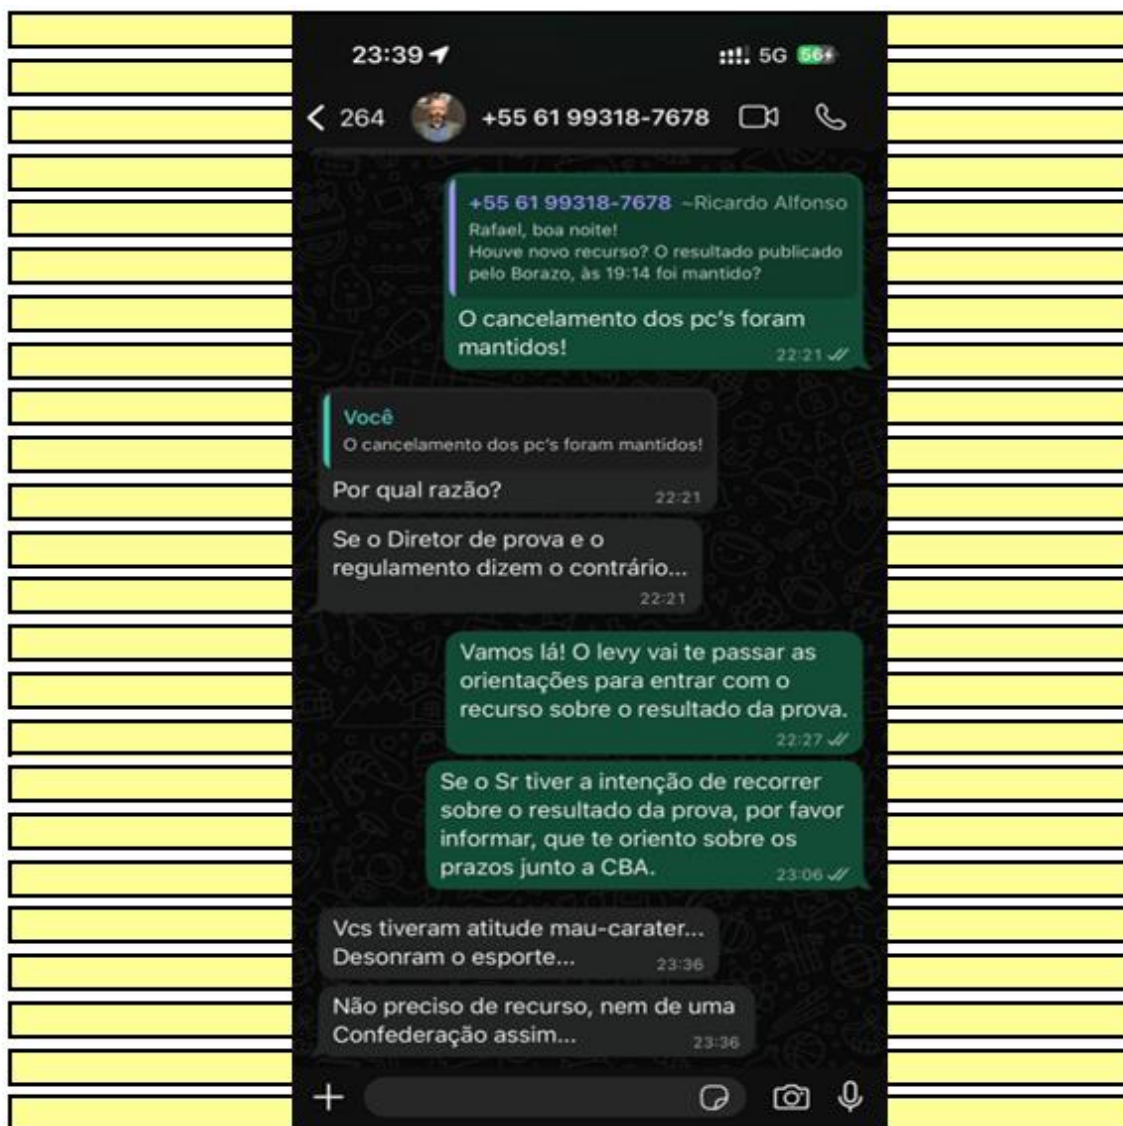 23:39
5G 56
264 +55 61 99318-7678
+55 61 99318-7678 ~Ricardo Alfonso
Rafael, boa noite!
Houve novo recurso? O resultado publicado
pelo Borazo, às 19:14 foi mantido?
O cancelamento dos pc's foram
mantidos!
22:21
Você
O cancelamento dos pc's foram mantidos!
Por qual razão?
22:21
Se o Diretor de prova e o
regulamento dizem o contrário...
22:21
Vamos lá! O levy vai te passar as
orientações para entrar com o
recurso sobre o resultado da prova.
22:27
Se o Sr tiver a intenção de recorrer
sobre o resultado da prova, por favor
informar, que te oriento sobre os
prazos junto a CBA.
23:06
Vcs tiveram atitude mau-carater...
Desonram o esporte...
23:36
Não preciso de recurso, nem de uma
Confederação assim...
23:36